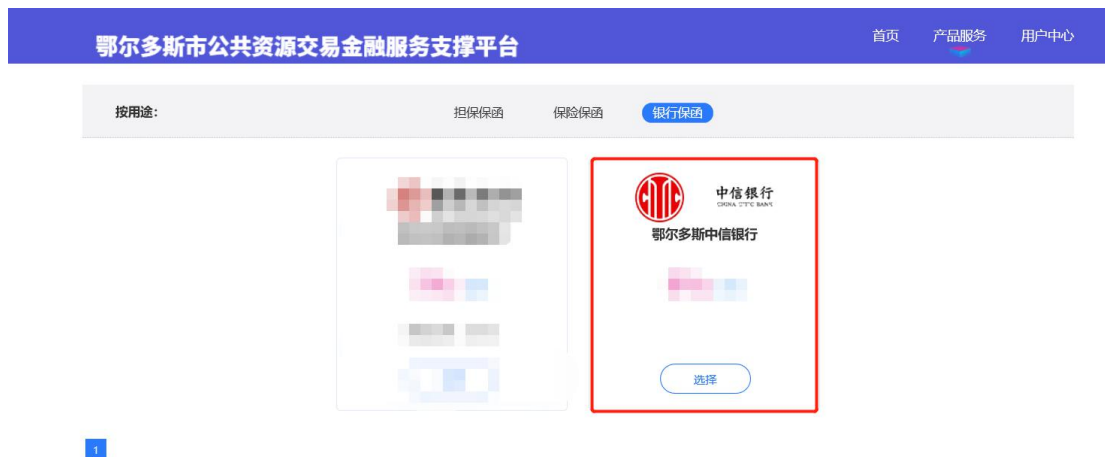 鄂尔多斯市公共资源交易金融服务支撑平台
首页 产品服务 用户中心
按用途: 担保保函 保险保函 银行保函
中信银行
CHINA CITIC BANK
鄂尔多斯中信银行
选择
1